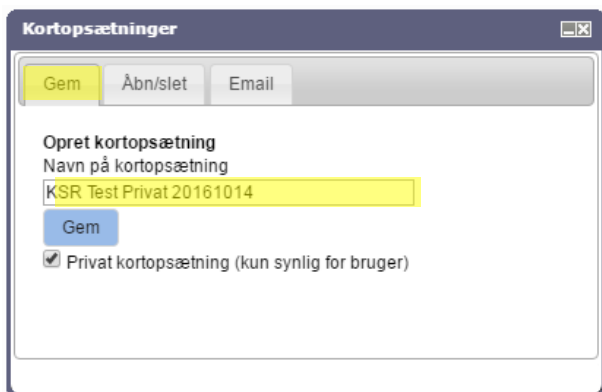 Kortopsætninger
Gem Åbn/slet Email
Opret kortopsætning
Navn på kortopsætning
KSR Test Privat 20161014
Gem
Privat kortopsætning (kun synlig for bruger)